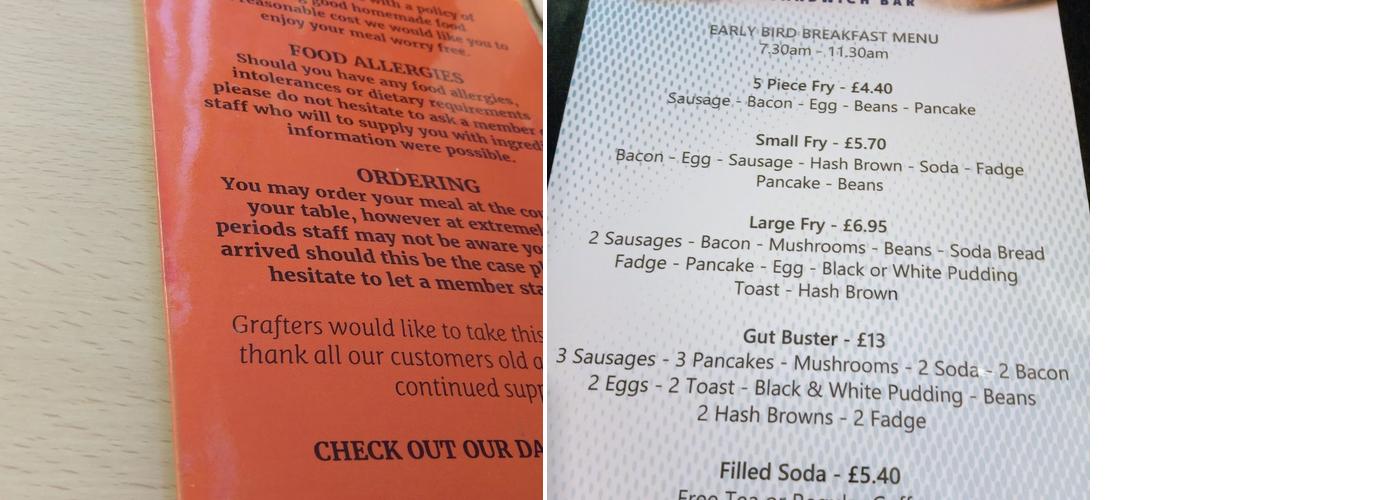 with a policy of
good homemade food
reasonable cost we would like you to
enjoy your meal worry free.
FOOD ALLERGIES
Should you have any food allergies,
intolerances or dietary requirements
please do not hesitate to ask a member
staff who will to supply you with
information were possible.
ORDERING
You may order your meal at the
your table, however at
periods staff may not be aware
arrived should this be the case
hesitate to let a member
Grafters would like to take this
thank all our customers old
continued
CHECK OUT OUR
BAR
EARLY BIRD BREAKFAST MENU
7.30am - 11.30am
5 Piece Fry - £4.40
Sausage - Bacon - Egg - Beans - Pancake
Small Fry - £5.70
Bacon - Egg - Sausage - Hash Brown - Soda - Fadge
Pancake - Beans
Large Fry - £6.95
2 Sausages - Bacon - Mushrooms - Beans - Soda Bread
Fadge - Pancake - Egg - Black or White Pudding
Toast - Hash Brown
Gut Buster - £13
3 Sausages - 3 Pancakes - Mushrooms - 2 Soda - 2 Bacon
2 Eggs - 2 Toast - Black & White Pudding - Beans
2 Hash Browns - 2 Fadge
Filled Soda - £5.40
Free Tea or